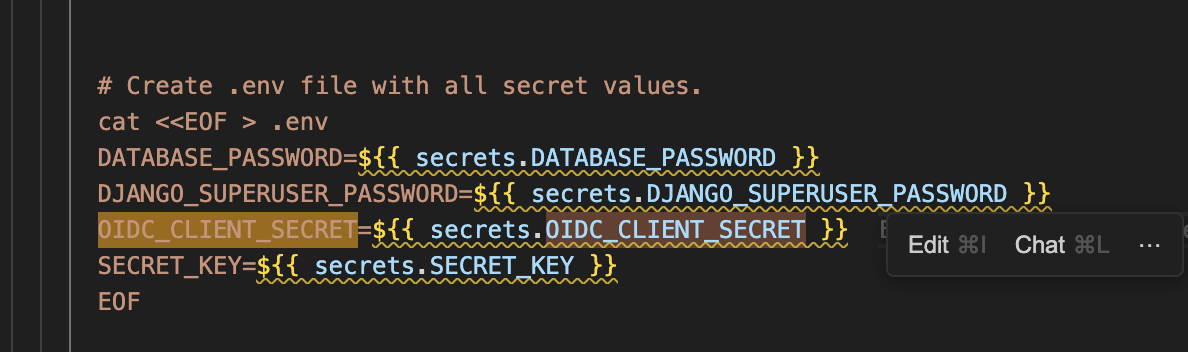 # Create .env file with all secret values.
cat <<EOF > .env
DATABASE_PASSWORD=${{ secrets.DATABASE_PASSWORD }}
DJANGO_SUPERUSER_PASSWORD=${{ secrets.DJANGO_SUPERUSER_PASSWORD }}
OIDC_CLIENT_SECRET=${{ secrets.OIDC_CLIENT_SECRET }}
Edit ⌘I Chat ⌘L ···
SECRET_KEY=${{ secrets.SECRET_KEY }}
EOF